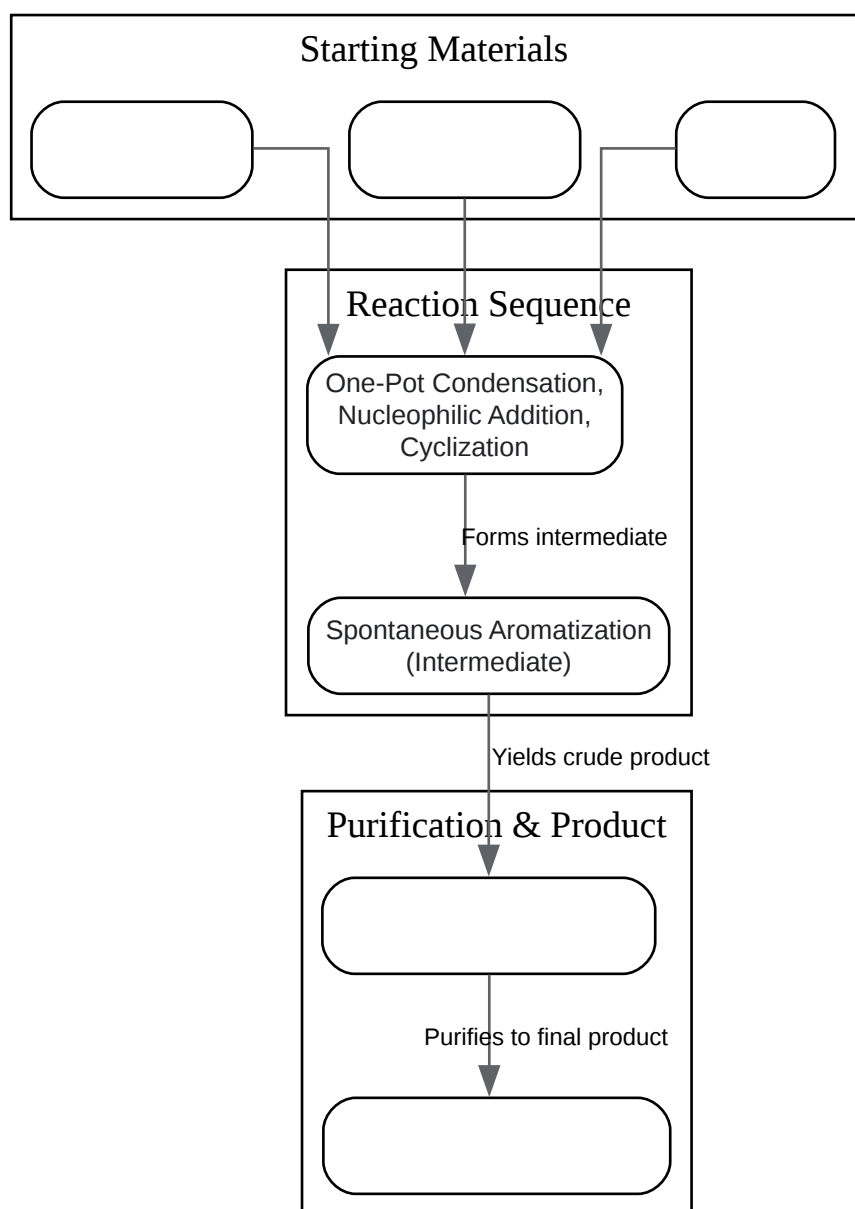 Starting Materials
Reaction Sequence
One-Pot Condensation,
Nucleophilic Addition,
Cyclization
Forms intermediate
Spontaneous Aromatization
(Intermediate)
Yields crude product
Purification & Product
Purifies to final product